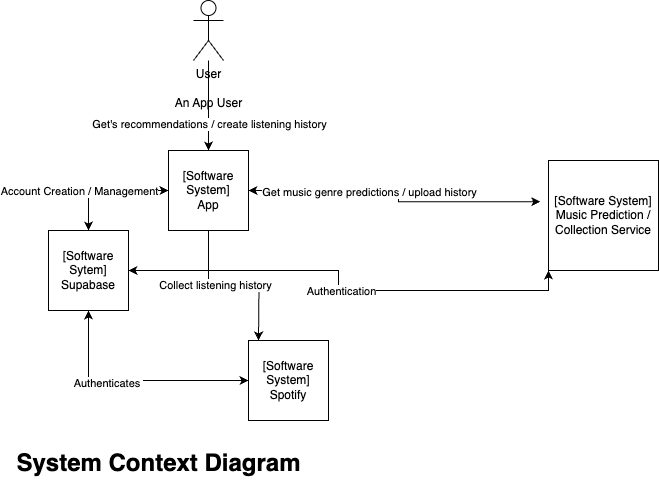 User
An App User
Get's recommendations / create listening history
[Software
System]
App
Account Creation / Management
Get music genre predictions / upload history
[Software System]
Music Prediction /
Collection Service
[Software
Sytem]
Supabase
Collect listening history
Authentication
[Software
System]
Spotify
Authenticates
System Context Diagram